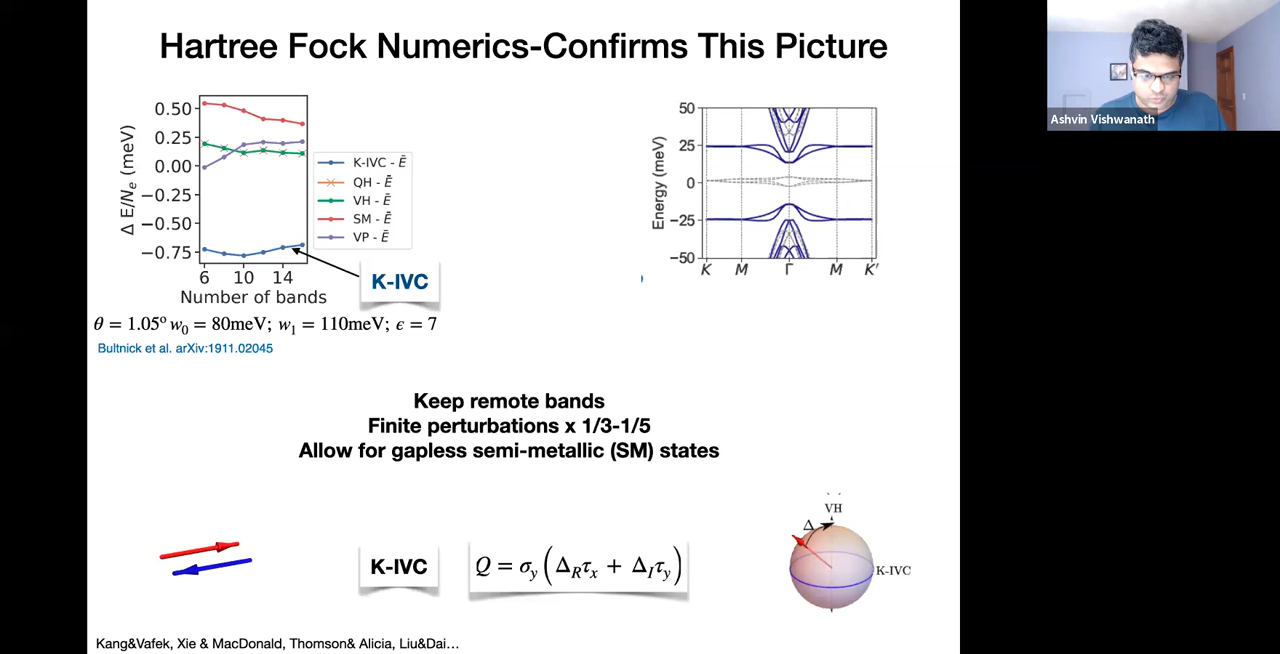 Hartree Fock Numerics-Confirms This Picture
Ashvin Vishwanath
Δ E/Nₑ (meV)
0.50
0.25
0.00
−0.25
−0.50
−0.75
6 10 14
Number of bands
K-IVC - Ē
QH - Ē
VH - Ē
SM - Ē
VP - Ē
K-IVC
θ = 1.05° w₀ = 80meV; w₁ = 110meV; ϵ = 7
Bultnick et al. arXiv:1911.02045
Energy (meV)
50
25
0
−25
−50
K M Γ M K′
Keep remote bands
Finite perturbations x 1/3-1/5
Allow for gapless semi-metallic (SM) states
K-IVC
Q = σ_y (Δ_R τ_x + Δ_I τ_y)
VH
Δ
K-IVC
Kang&Vafek, Xie & MacDonald, Thomson& Alicia, Liu&Dai…